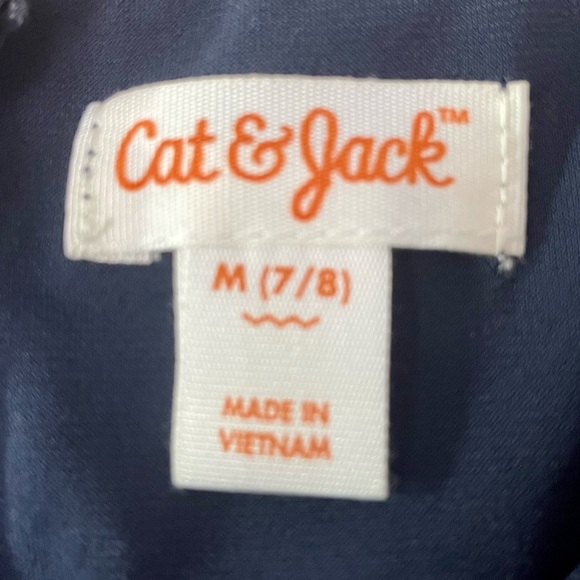 Cat & Jack™
M (7/8)
MADE IN
VIETNAM